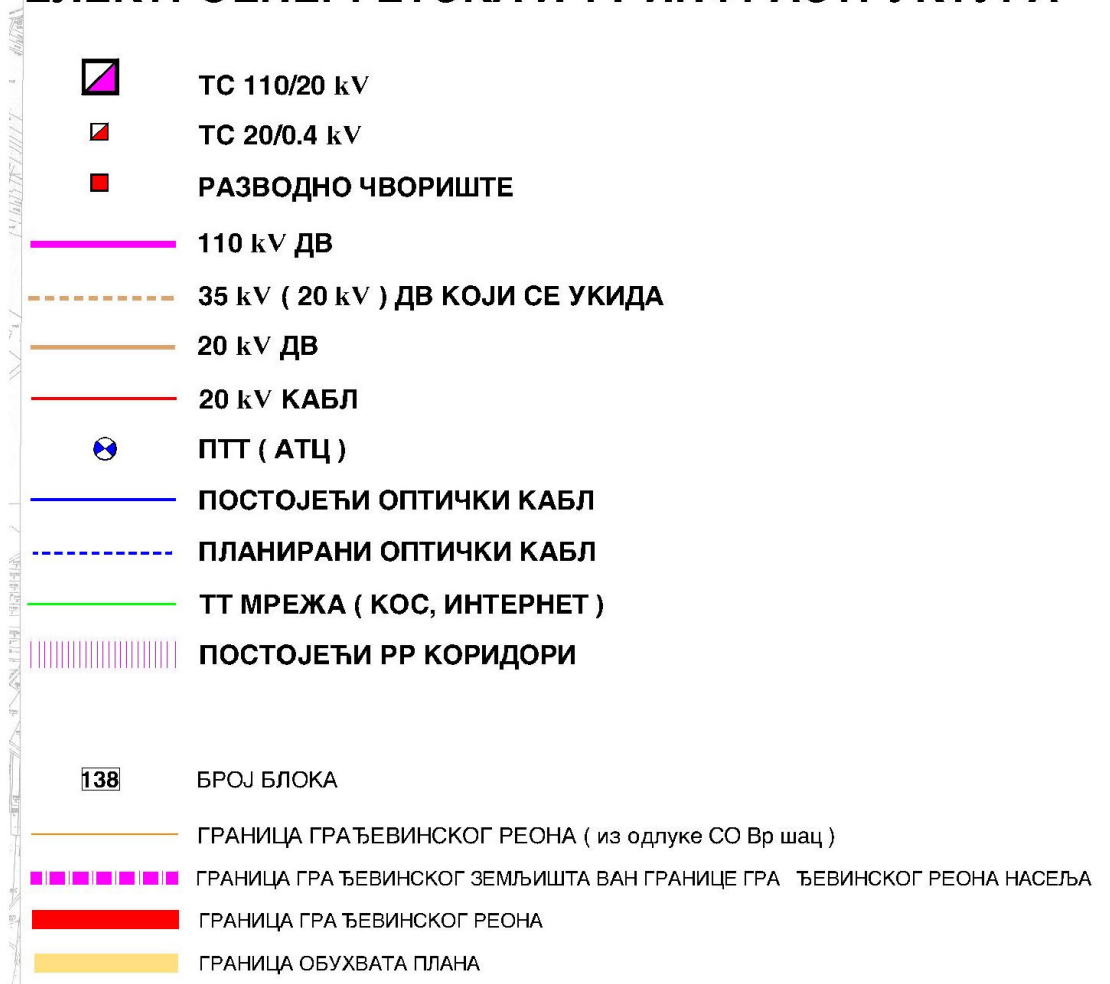 ТС 110/20 kV
ТС 20/0.4 kV
РАЗВОДНО ЧВОРИШТЕ
110 kV ДВ
35 kV ( 20 kV ) ДВ КОЈИ СЕ УКИДА
20 kV ДВ
20 kV КАБЛ
ПТТ ( АТЦ )
ПОСТОЈЕЋИ ОПТИЧКИ КАБЛ
ПЛАНИРАНИ ОПТИЧКИ КАБЛ
ТТ МРЕЖА ( КОС, ИНТЕРНЕТ )
ПОСТОЈЕЋИ РР КОРИДОРИ
138 БРОЈ БЛОКА
ГРАНИЦА ГРАЂЕВИНСКОГ РЕОНА ( из одлуке СО Вр шац )
ГРАНИЦА ГРА ЂЕВИНСКОГ ЗЕМЉИШТА ВАН ГРАНИЦЕ ГРА ЂЕВИНСКОГ РЕОНА НАСЕЉА
ГРАНИЦА ГРА ЂЕВИНСКОГ РЕОНА
ГРАНИЦА ОБУХВАТА ПЛАНА